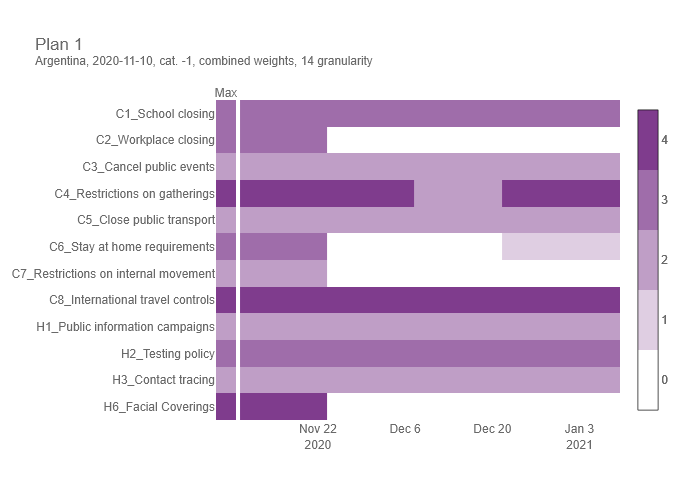 Plan 1
Argentina, 2020-11-10, cat. -1, combined weights, 14 granularity
Max
C1_School closing
C2_Workplace closing
C3_Cancel public events
C4_Restrictions on gatherings
C5_Close public transport
C6_Stay at home requirements
C7_Restrictions on internal movement
C8_International travel controls
H1_Public information campaigns
H2_Testing policy
H3_Contact tracing
H6_Facial Coverings
Nov 22 Dec 6 Dec 20 Jan 3
2020 2021
4
3
2
1
0